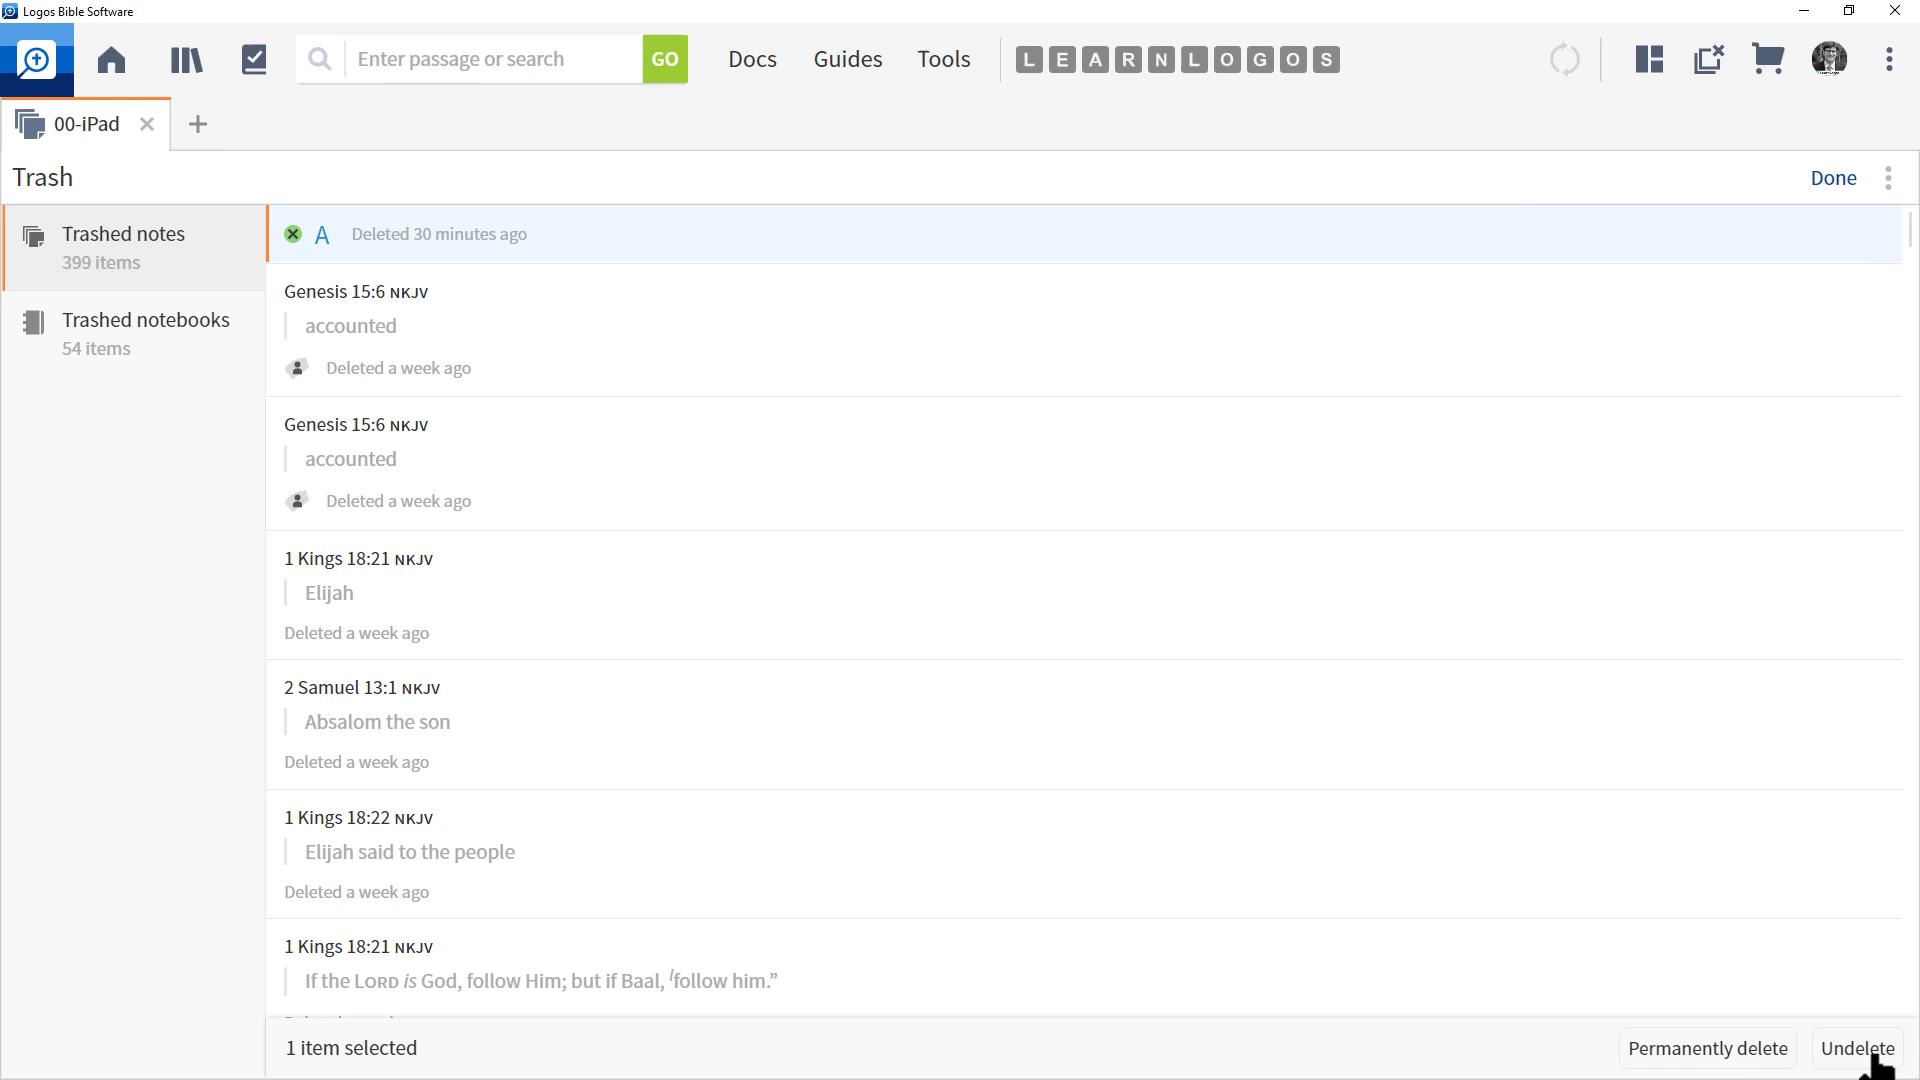 Logos Bible Software
Enter passage or search
GO
Docs
Guides
Tools
L E A R N L O G O S
00-iPad
Trash
Done
Trashed notes
399 items
Trashed notebooks
54 items
A Deleted 30 minutes ago
Genesis 15:6 NKJV
accounted
Deleted a week ago
Genesis 15:6 NKJV
accounted
Deleted a week ago
1 Kings 18:21 NKJV
Elijah
Deleted a week ago
2 Samuel 13:1 NKJV
Absalom the son
Deleted a week ago
1 Kings 18:22 NKJV
Elijah said to the people
Deleted a week ago
1 Kings 18:21 NKJV
If the LORD is God, follow Him; but if Baal, lfollow him.”
1 item selected
Permanently delete
Undelete